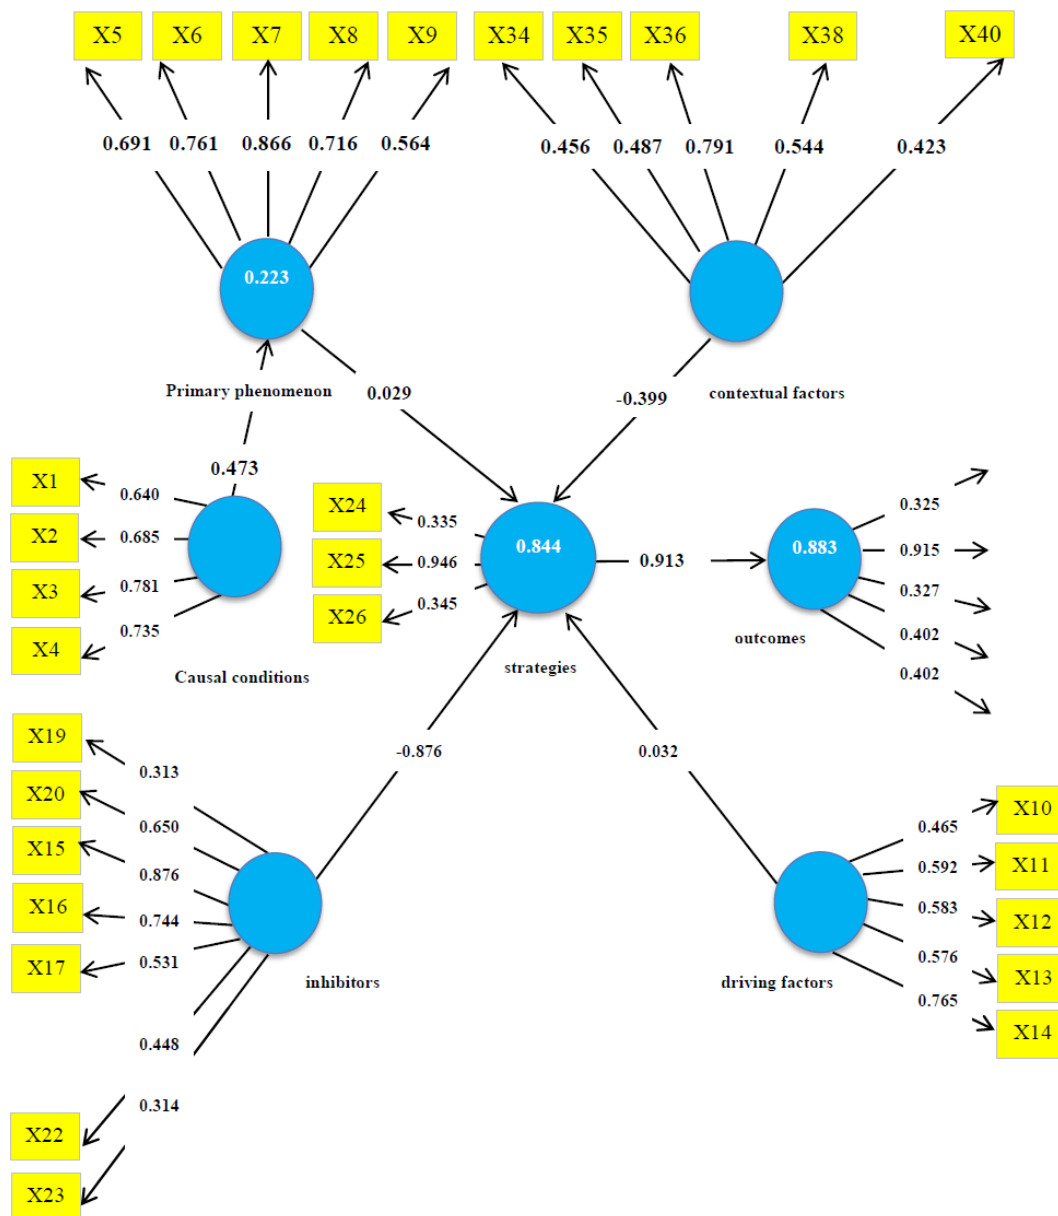 X5 X6 X7 X8 X9 X34 X35 X36 X38 X40
0.691 0.761 0.866 0.716 0.564 0.456 0.487 0.791 0.544 0.423
0.223
Primary phenomenon
contextual factors
0.029
-0.399
0.473
X1
X2
X3
X4
0.640
0.685
0.781
0.735
Causal conditions
X24
X25
X26
0.335
0.946
0.345
0.844
strategies
0.913
0.883
outcomes
0.325
0.915
0.327
0.402
0.402
-0.876
0.032
X19
X20
X15
X16
X17
X22
X23
0.313
0.650
0.876
0.744
0.531
0.448
0.314
inhibitors
driving factors
0.465
0.592
0.583
0.576
0.765
X10
X11
X12
X13
X14